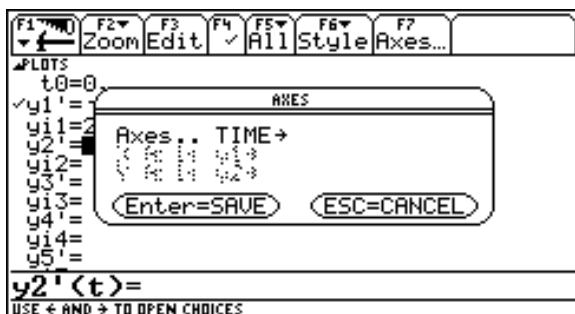 F1 F2 Zoom F3 Edit F4 ✓ F5 All F6 Style F7 Axes…
PLOTS
t0=0.
✓y1'=
yi1=2
y2'=
yi2=
y3'=
yi3=
y4'=
yi4=
y5'=
AXES
Axes.. TIME→
Enter=SAVE ESC=CANCEL
y2'(t)=
USE ← AND → TO OPEN CHOICES